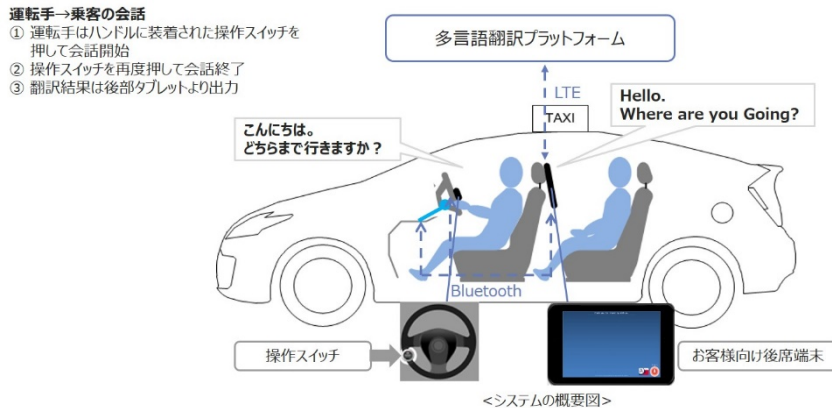 運転手→乗客の会話
① 運転手はハンドルに装着された操作スイッチを
押して会話開始
② 操作スイッチを再度押して会話終了
③ 翻訳結果は後部タブレットより出力
多言語翻訳プラットフォーム
LTE
TAXI
Hello.
Where are you Going?
こんにちは。
どちらまで行きますか？
Bluetooth
操作スイッチ
お客様向け後席端末
<システムの概要図>